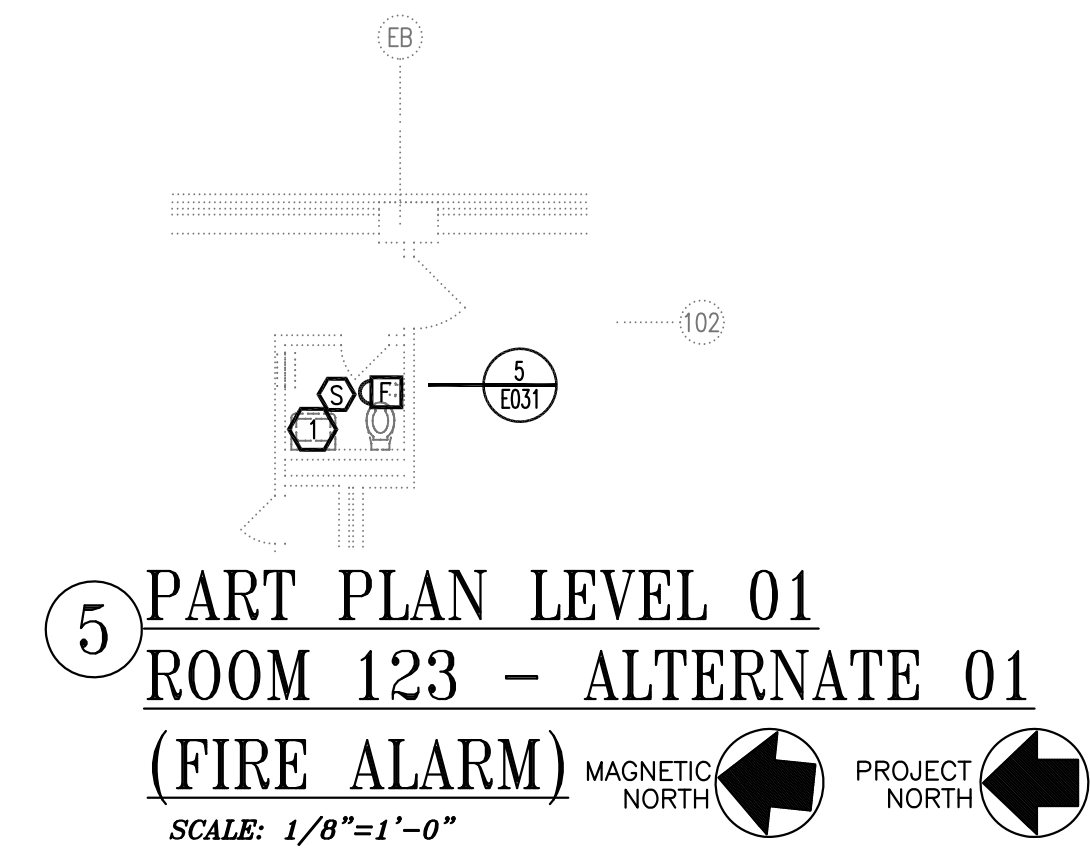 EB
102
5
E031
S
F
1
5
PART PLAN LEVEL 01
ROOM 123 - ALTERNATE 01
(FIRE ALARM)
MAGNETIC
NORTH
PROJECT
NORTH
SCALE: 1/8"=1'-0"